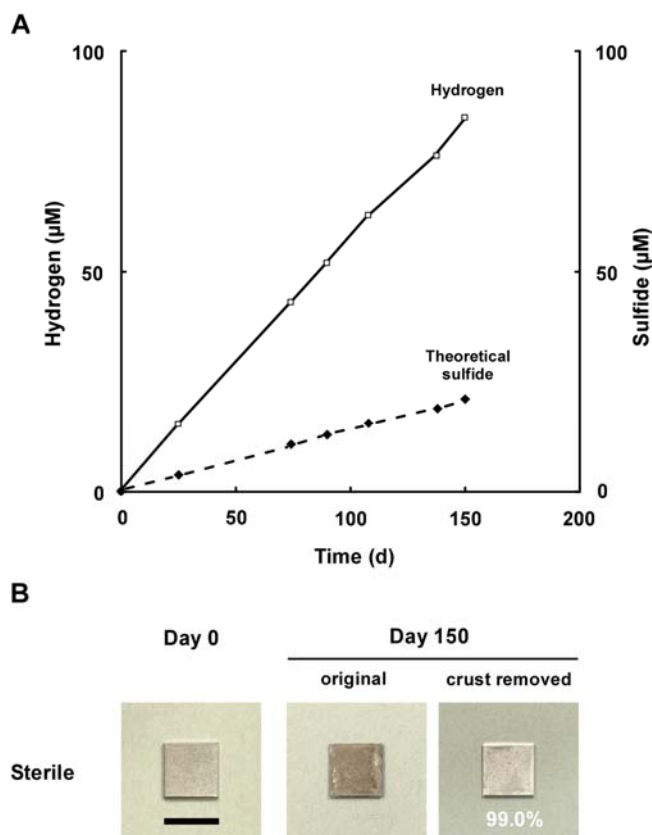 A
100
100
Hydrogen
Hydrogen (µM)
Sulfide (µM)
50
50
Theoretical
sulfide
0
0
0
50
100
150
200
Time (d)
B
Day 0
Day 150
original
crust removed
Sterile
99.0%